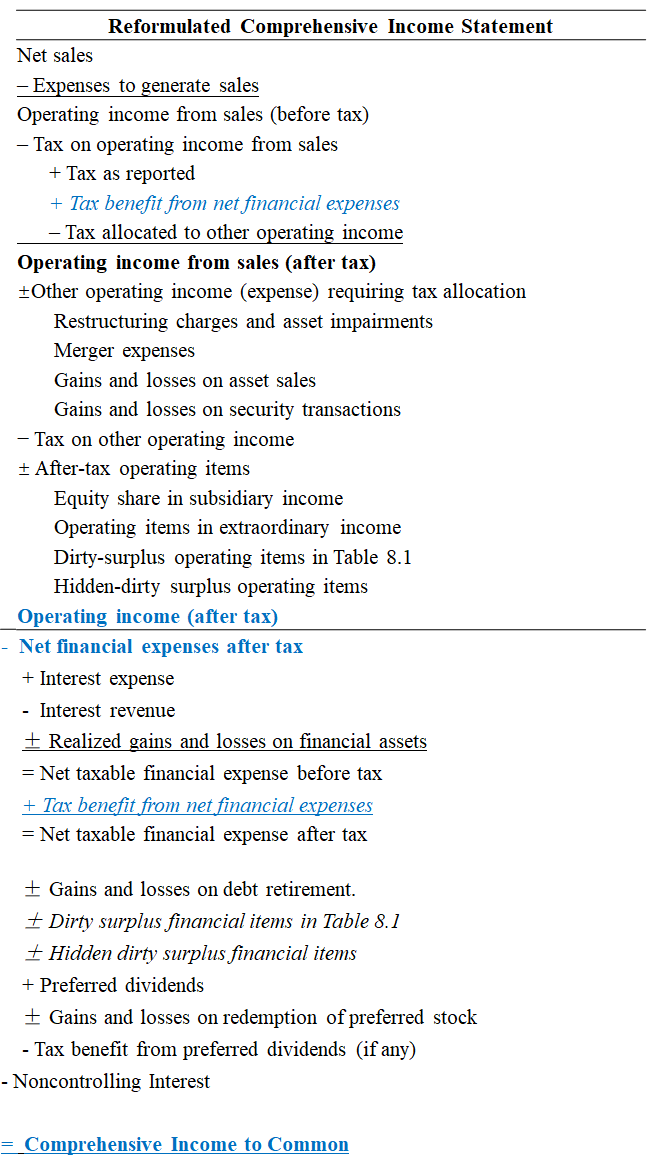 Reformulated Comprehensive Income Statement
Net sales
– Expenses to generate sales
Operating income from sales (before tax)
– Tax on operating income from sales
+ Tax as reported
+ Tax benefit from net financial expenses
– Tax allocated to other operating income
Operating income from sales (after tax)
±Other operating income (expense) requiring tax allocation
Restructuring charges and asset impairments
Merger expenses
Gains and losses on asset sales
Gains and losses on security transactions
– Tax on other operating income
± After-tax operating items
Equity share in subsidiary income
Operating items in extraordinary income
Dirty-surplus operating items in Table 8.1
Hidden-dirty surplus operating items
Operating income (after tax)
- Net financial expenses after tax
+ Interest expense
- Interest revenue
± Realized gains and losses on financial assets
= Net taxable financial expense before tax
+ Tax benefit from net financial expenses
= Net taxable financial expense after tax
± Gains and losses on debt retirement.
± Dirty surplus financial items in Table 8.1
± Hidden dirty surplus financial items
+ Preferred dividends
± Gains and losses on redemption of preferred stock
- Tax benefit from preferred dividends (if any)
- Noncontrolling Interest
= Comprehensive Income to Common